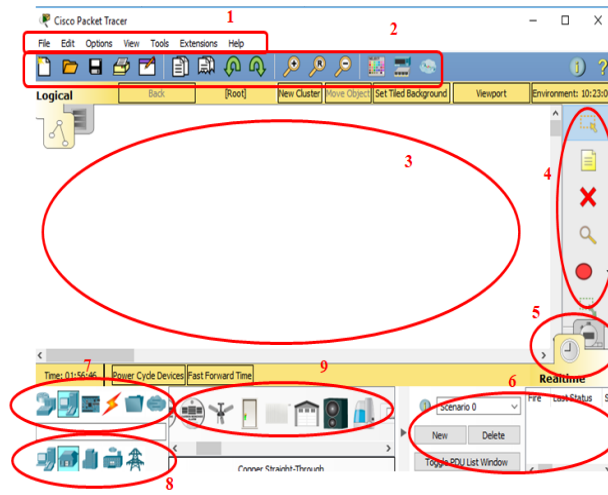 1
Cisco Packet Tracer
2
File Edit Options View Tools Extensions Help
Logical Back [Root] New Cluster Move Object Set Tiled Background Viewport Environment: 10:23:0
3
4
5
7
9
6
Time: 01:56:46 Power Cycle Devices Fast Forward Time Realtime
Scenario 0 Fire Last Status S
New Delete
Toggle PDU List Window
Copper Straight-Through
8